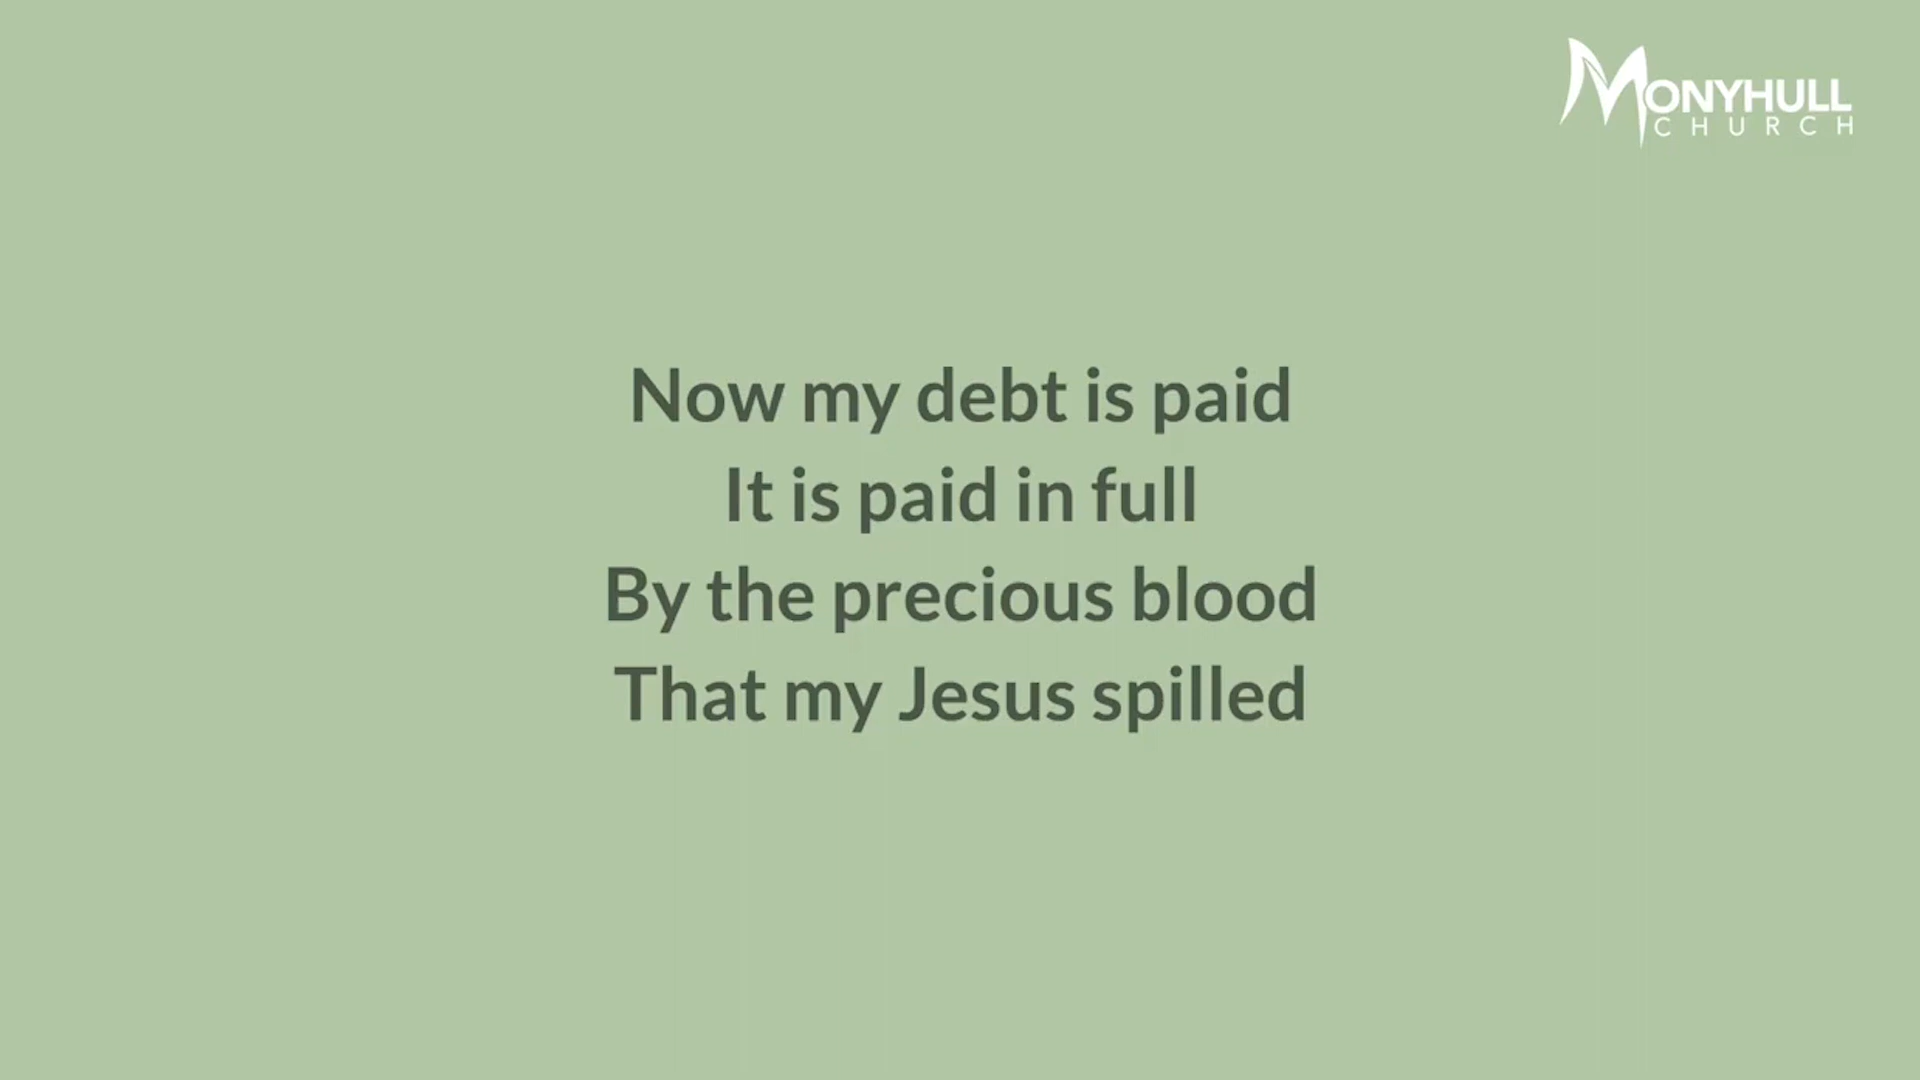 MONYHULL
CHURCH
Now my debt is paid
It is paid in full
By the precious blood
That my Jesus spilled